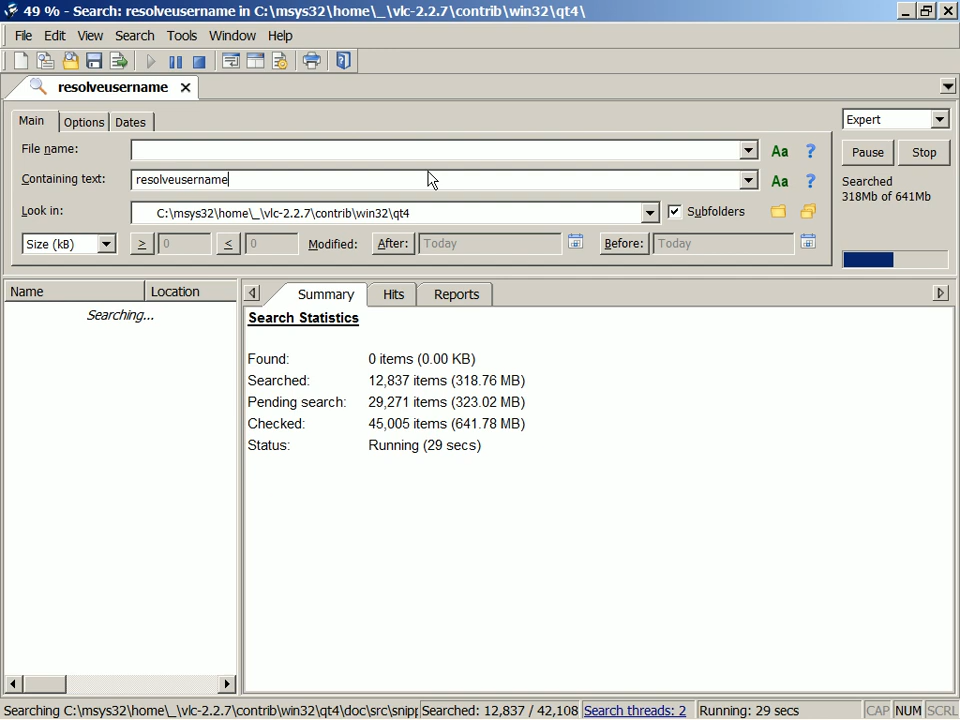 49 % - Search: resolveusername in C:\msys32\home\_\vlc-2.2.7\contrib\win32\qt4\
File Edit View Search Tools Window Help
resolveusername
Main Options Dates
Expert
File name:
Aa ?
Pause Stop
Containing text: resolveusername
Aa ?
Searched
318Mb of 641Mb
Look in: C:\msys32\home\_\vlc-2.2.7\contrib\win32\qt4
Subfolders
Size (kB) > 0 < 0 Modified: After: Today Before: Today
Name Location
Summary Hits Reports
Searching...
Search Statistics
Found: 0 items (0.00 KB)
Searched: 12,837 items (318.76 MB)
Pending search: 29,271 items (323.02 MB)
Checked: 45,005 items (641.78 MB)
Status: Running (29 secs)
Searching C:\msys32\home\_\vlc-2.2.7\contrib\win32\qt4\doc\src\snipp Searched: 12,837 / 42,108 Search threads: 2 Running: 29 secs CAP NUM SCRL